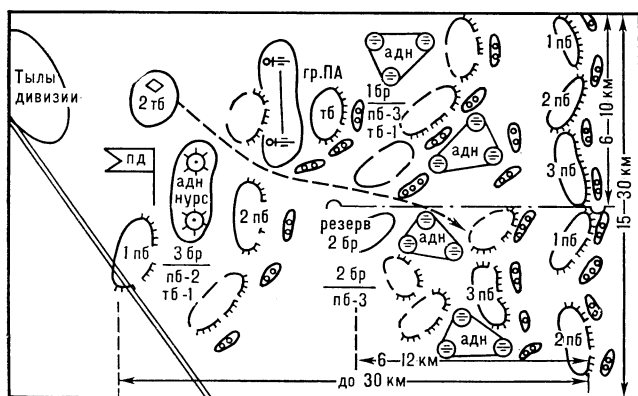 Тылы
дивизии
2 тб
гр.ПА
адн
тб
1бр
пб-3
тб-1
адн
1 пб
2 пб
3 пб
6–10 км
15–30 км
пд
адн
нурс
2 пб
1 пб
3 бр
пб-2
тб-1
резерв
2 бр
адн
1 пб
2 бр
пб-3
3 пб
адн
2 пб
6–12 км
до 30 км